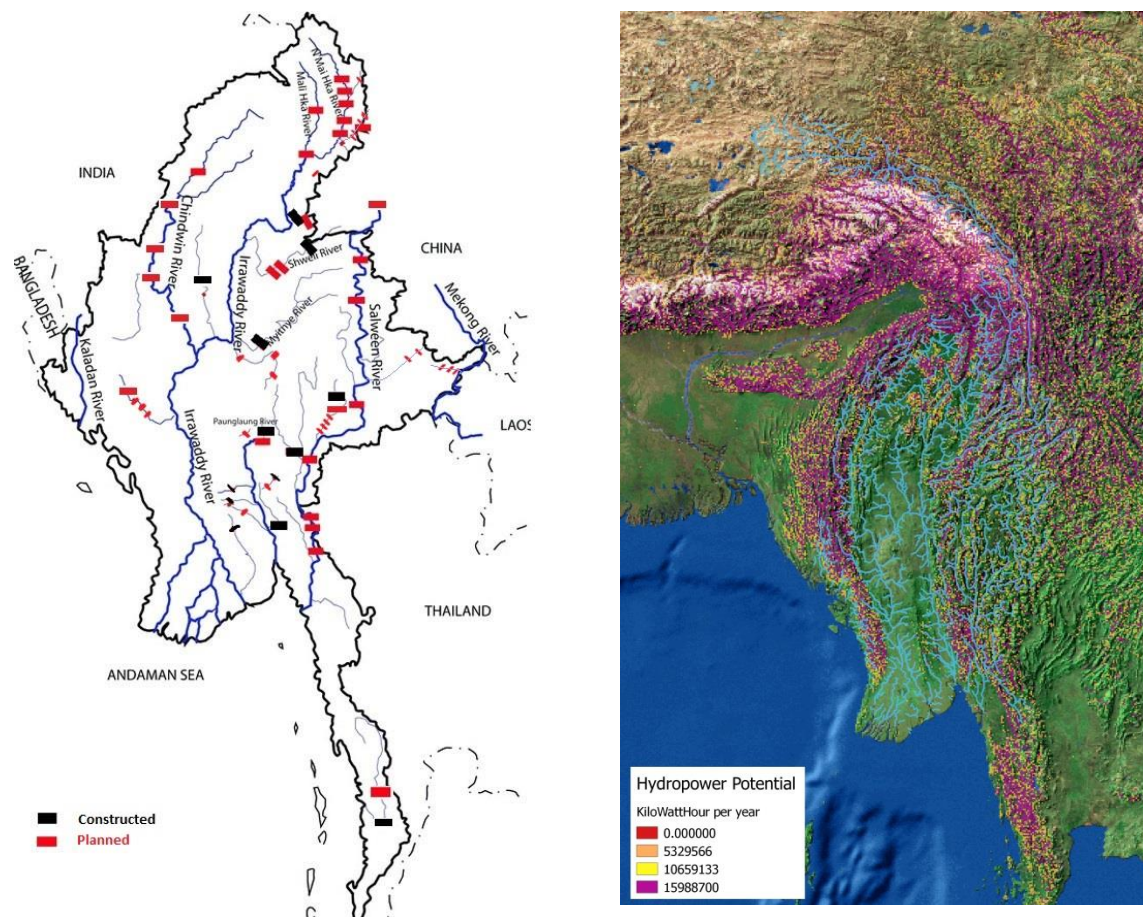 N'Mai Hka River
Mali Hka River
INDIA
Chindwin River
CHINA
Shweli River
BANGLADESH
Irrawaddy River
Myithye River
Mekong River
Salween River
Kaladan River
Irrawaddy River
Paunglaung River
LAOS
THAILAND
ANDAMAN SEA
Constructed
Planned
Hydropower Potential
KiloWattHour per year
0.000000
5329566
10659133
15988700